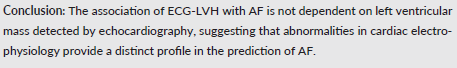 Conclusion: The association of ECG-LVH with AF is not dependent on left ventricular
mass detected by echocardiography, suggesting that abnormalities in cardiac electro-
physiology provide a distinct profile in the prediction of AF.